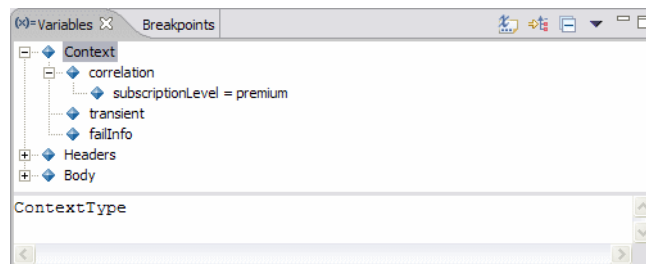 (x)= Variables Breakpoints
Context
correlation
subscriptionLevel = premium
transient
failInfo
Headers
Body
ContextType